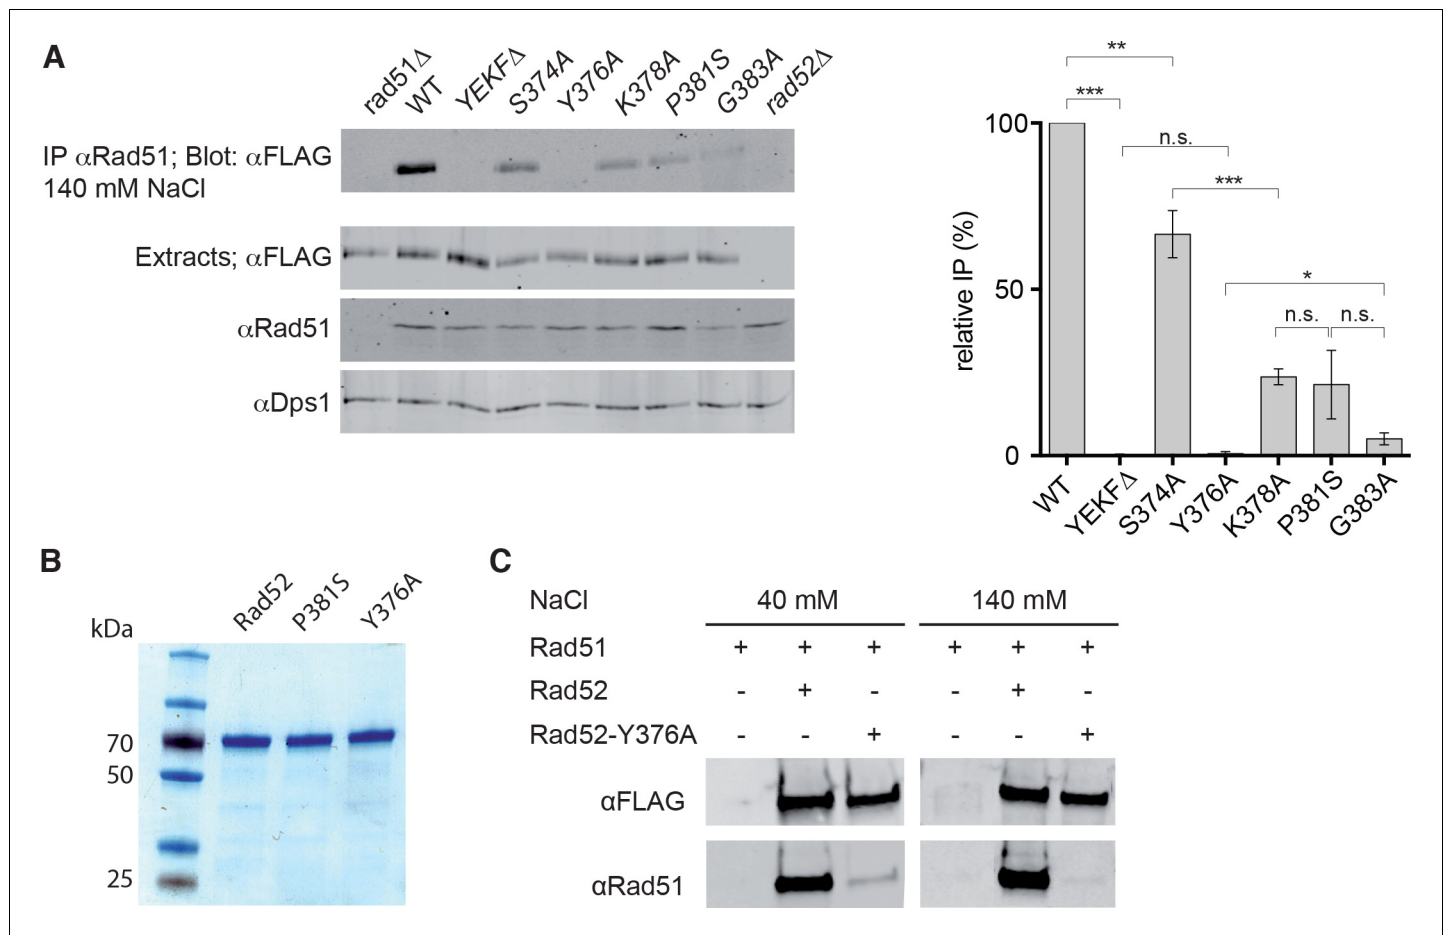 A
rad51Δ WT YEKFΔ S374A Y376A K378A P381S G383A rad52Δ
IP αRad51; Blot: αFLAG
140 mM NaCl
Extracts; αFLAG
αRad51
αDps1
**
***
n.s.
***
*
n.s. n.s.
100
50
0
relative IP (%)
WT YEKFΔ S374A Y376A K378A P381S G383A
B
Rad52 P381S Y376A
kDa
70
50
25
C
NaCl 40 mM 140 mM
Rad51 + + + + + +
Rad52 - + - - + -
Rad52-Y376A - - + - - +
αFLAG
αRad51